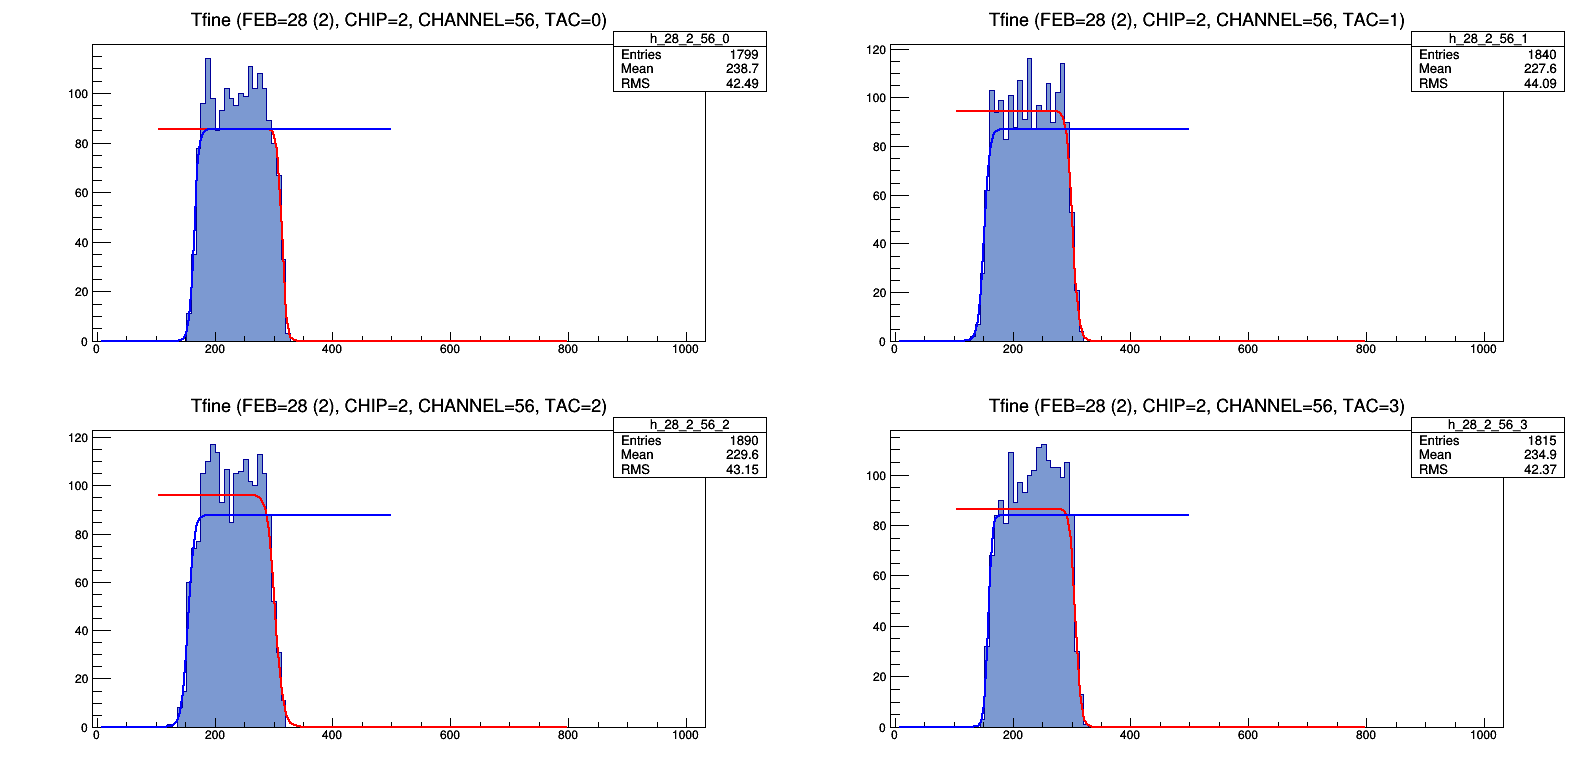 Tfine (FEB=28 (2), CHIP=2, CHANNEL=56, TAC=0)
h_28_2_56_0
Entries 1799
Mean 238.7
RMS 42.49
100
80
60
40
20
0
0 200 400 600 800 1000
Tfine (FEB=28 (2), CHIP=2, CHANNEL=56, TAC=1)
h_28_2_56_1
Entries 1840
Mean 227.6
RMS 44.09
120
100
80
60
40
20
0
0 200 400 600 800 1000
Tfine (FEB=28 (2), CHIP=2, CHANNEL=56, TAC=2)
h_28_2_56_2
Entries 1890
Mean 229.6
RMS 43.15
120
100
80
60
40
20
0
0 200 400 600 800 1000
Tfine (FEB=28 (2), CHIP=2, CHANNEL=56, TAC=3)
h_28_2_56_3
Entries 1815
Mean 234.9
RMS 42.37
100
80
60
40
20
0
0 200 400 600 800 1000